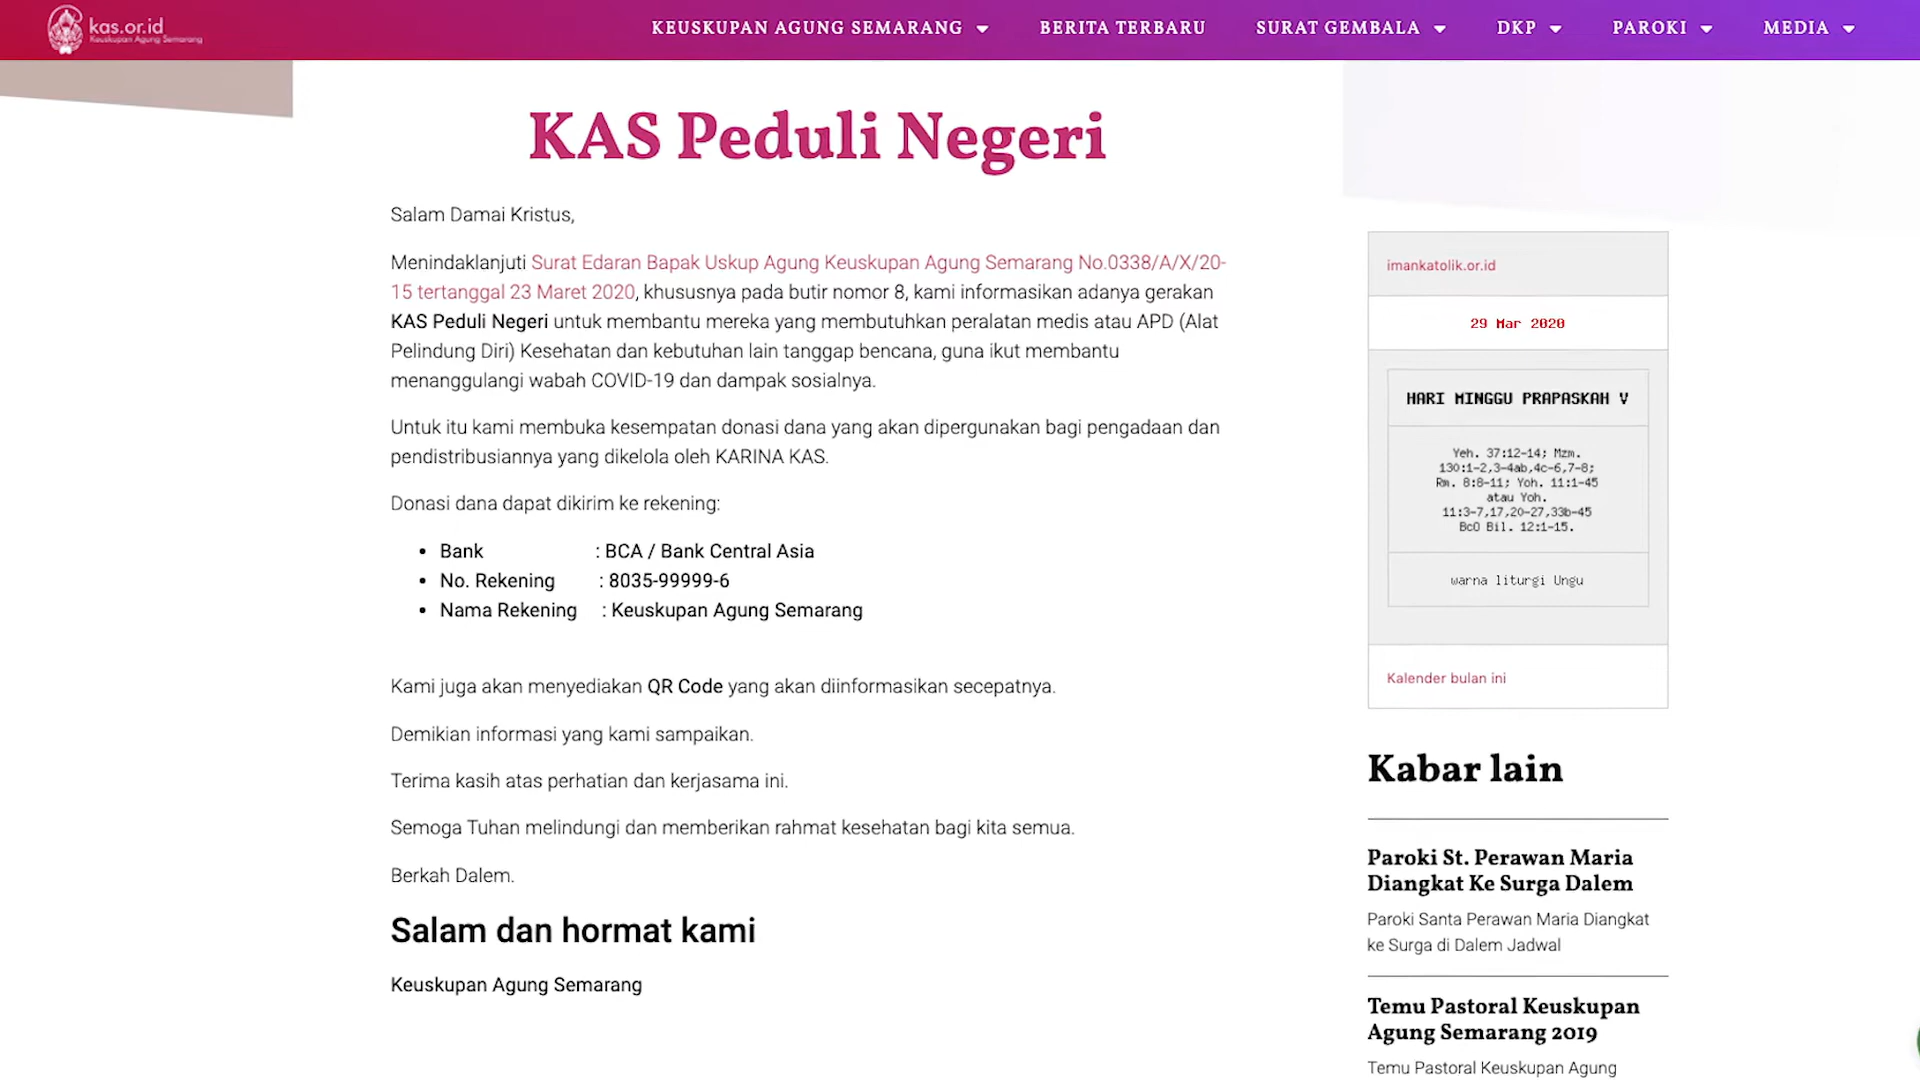 kas.or.id
Keuskupan Agung Semarang
KEUSKUPAN AGUNG SEMARANG
BERITA TERBARU
SURAT GEMBALA
DKP
PAROKI
MEDIA
KAS Peduli Negeri
Salam Damai Kristus,
Menindaklanjuti Surat Edaran Bapak Uskup Agung Keuskupan Agung Semarang No.0338/A/X/20-
15 tertanggal 23 Maret 2020, khususnya pada butir nomor 8, kami informasikan adanya gerakan
KAS Peduli Negeri untuk membantu mereka yang membutuhkan peralatan medis atau APD (Alat
Pelindung Diri) Kesehatan dan kebutuhan lain tanggap bencana, guna ikut membantu
menanggulangi wabah COVID-19 dan dampak sosialnya.
Untuk itu kami membuka kesempatan donasi dana yang akan dipergunakan bagi pengadaan dan
pendistribusiannya yang dikelola oleh KARINA KAS.
Donasi dana dapat dikirim ke rekening:
• Bank : BCA / Bank Central Asia
• No. Rekening : 8035-99999-6
• Nama Rekening : Keuskupan Agung Semarang
Kami juga akan menyediakan QR Code yang akan diinformasikan secepatnya.
Demikian informasi yang kami sampaikan.
Terima kasih atas perhatian dan kerjasama ini.
Semoga Tuhan melindungi dan memberikan rahmat kesehatan bagi kita semua.
Berkah Dalem.
Salam dan hormat kami
Keuskupan Agung Semarang
imankatolik.or.id
29 Mar 2020
HARI MINGGU PRAPASKAH V
Yeh. 37:12-14; Mzm.
130:1-2,3-4ab,4c-6,7-8;
Rm. 8:8-11; Yoh. 11:1-45
atau Yoh.
11:3-7,17,20-27,33b-45
BcO Bil. 12:1-15.
warna liturgi Ungu
Kalender bulan ini
Kabar lain
Paroki St. Perawan Maria
Diangkat Ke Surga Dalem
Paroki Santa Perawan Maria Diangkat
ke Surga di Dalem Jadwal
Temu Pastoral Keuskupan
Agung Semarang 2019
Temu Pastoral Keuskupan Agung